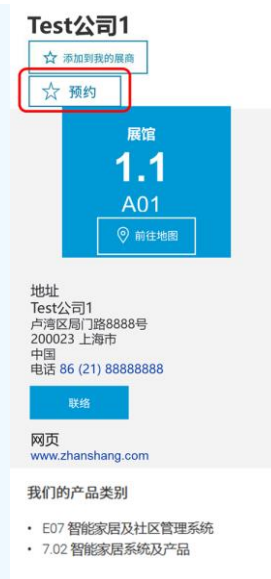 Test公司1
添加到我的展商
预约
展馆
1.1
A01
前往地图
地址
Test公司1
卢湾区局门路8888号
200023 上海市
中国
电话 86 (21) 88888888
联络
网页
www.zhanshang.com
我们的产品类别
• E07 智能家居及社区管理系统
• 7.02 智能家居系统及产品